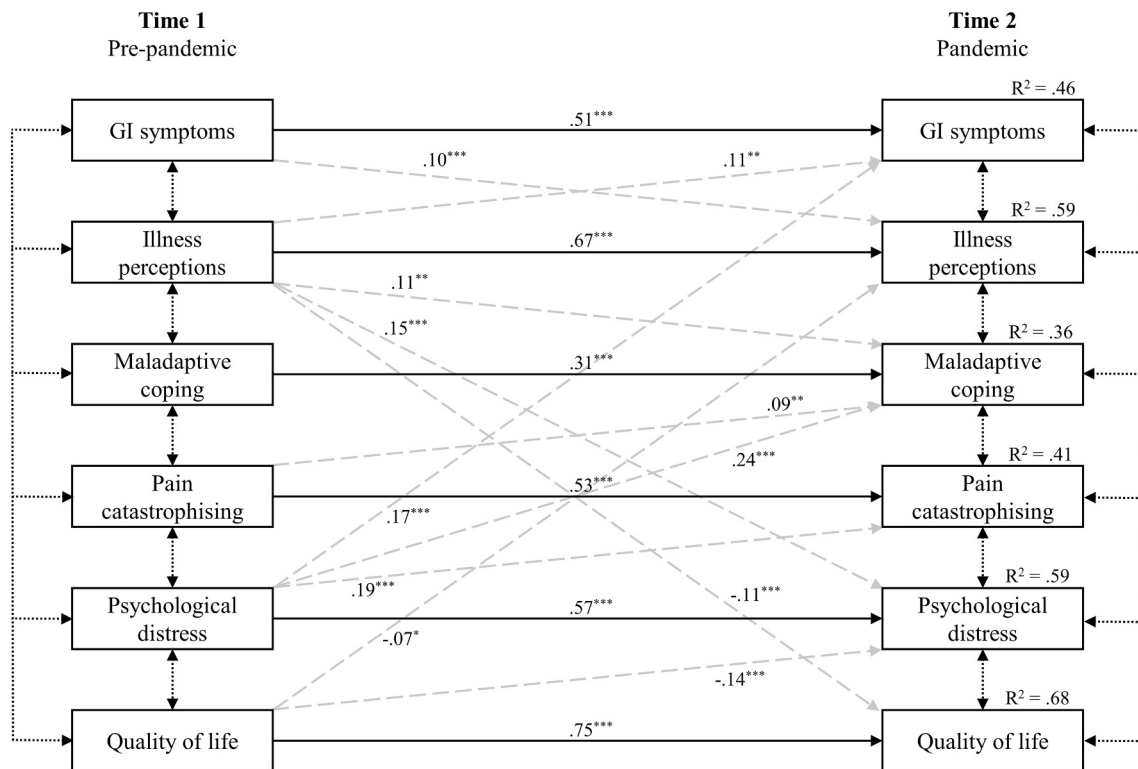 Time 1
Pre-pandemic
Time 2
Pandemic
R² = .46
GI symptoms
.51***
GI symptoms
.10***
.11**
R² = .59
Illness
perceptions
.67***
Illness
perceptions
.11**
.15***
R² = .36
Maladaptive
coping
.31***
Maladaptive
coping
.09**
.24***
R² = .41
Pain
catastrophising
.53***
Pain
catastrophising
.17***
.19***
-.11***
R² = .59
Psychological
distress
.57***
Psychological
distress
-.07*
-.14***
R² = .68
Quality of life
.75***
Quality of life